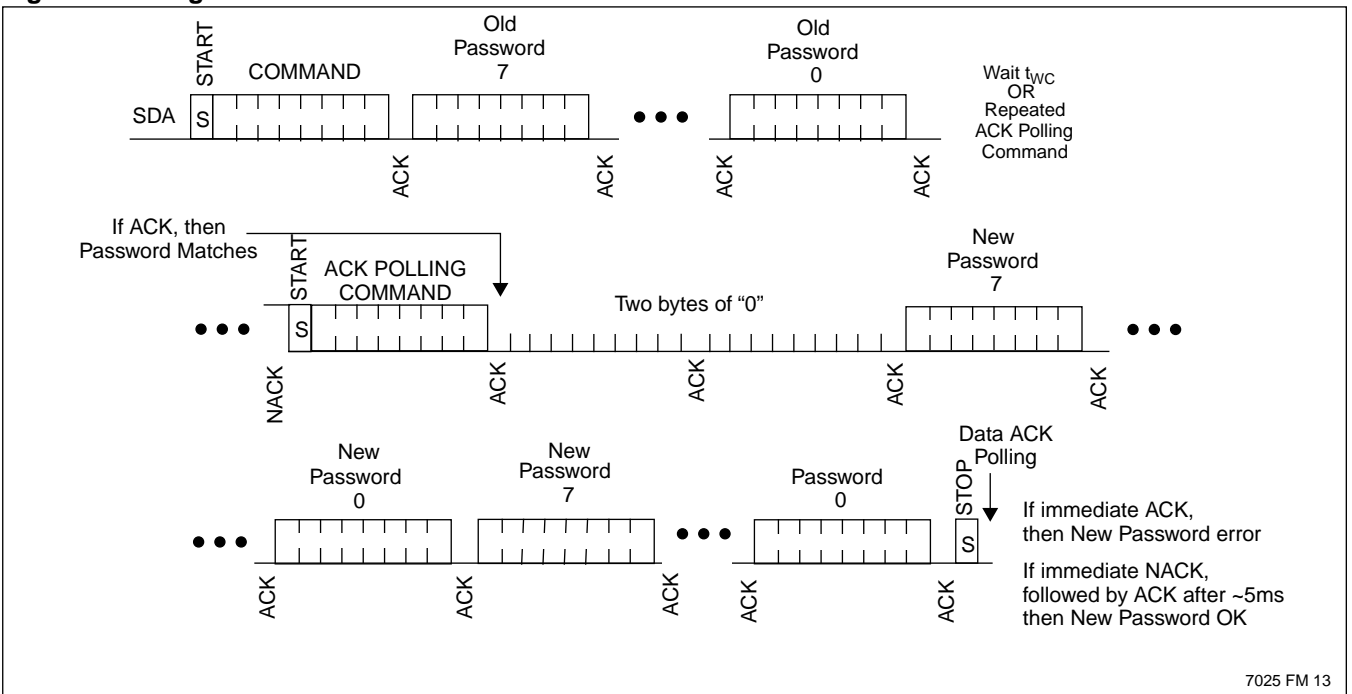 START
COMMAND
Old
Password
7
Old
Password
0
Wait tWC
OR
Repeated
ACK Polling
Command
SDA
S
ACK
ACK
ACK
ACK
If ACK, then
Password Matches
START
ACK POLLING
COMMAND
Two bytes of “0”
New
Password
7
S
NACK
ACK
ACK
ACK
ACK
New
Password
0
New
Password
7
Password
0
Data ACK
Polling
STOP
S
If immediate ACK,
then New Password error
If immediate NACK,
followed by ACK after ~5ms
then New Password OK
ACK
ACK
ACK
ACK
ACK
7025 FM 13